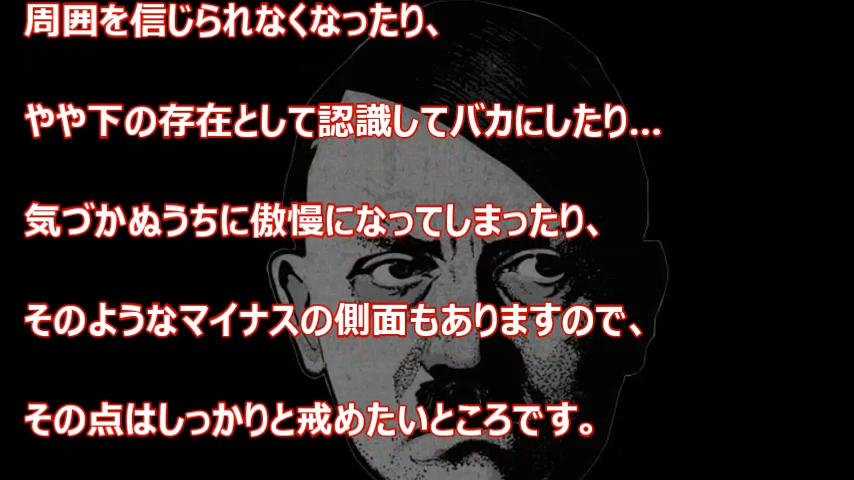 周囲を信じられなくなったり、
やや下の存在として認識してバカにしたり…
気づかぬうちに傲慢になってしまったり、
そのようなマイナスの側面もありますので、
その点はしっかりと戒めたいところです。